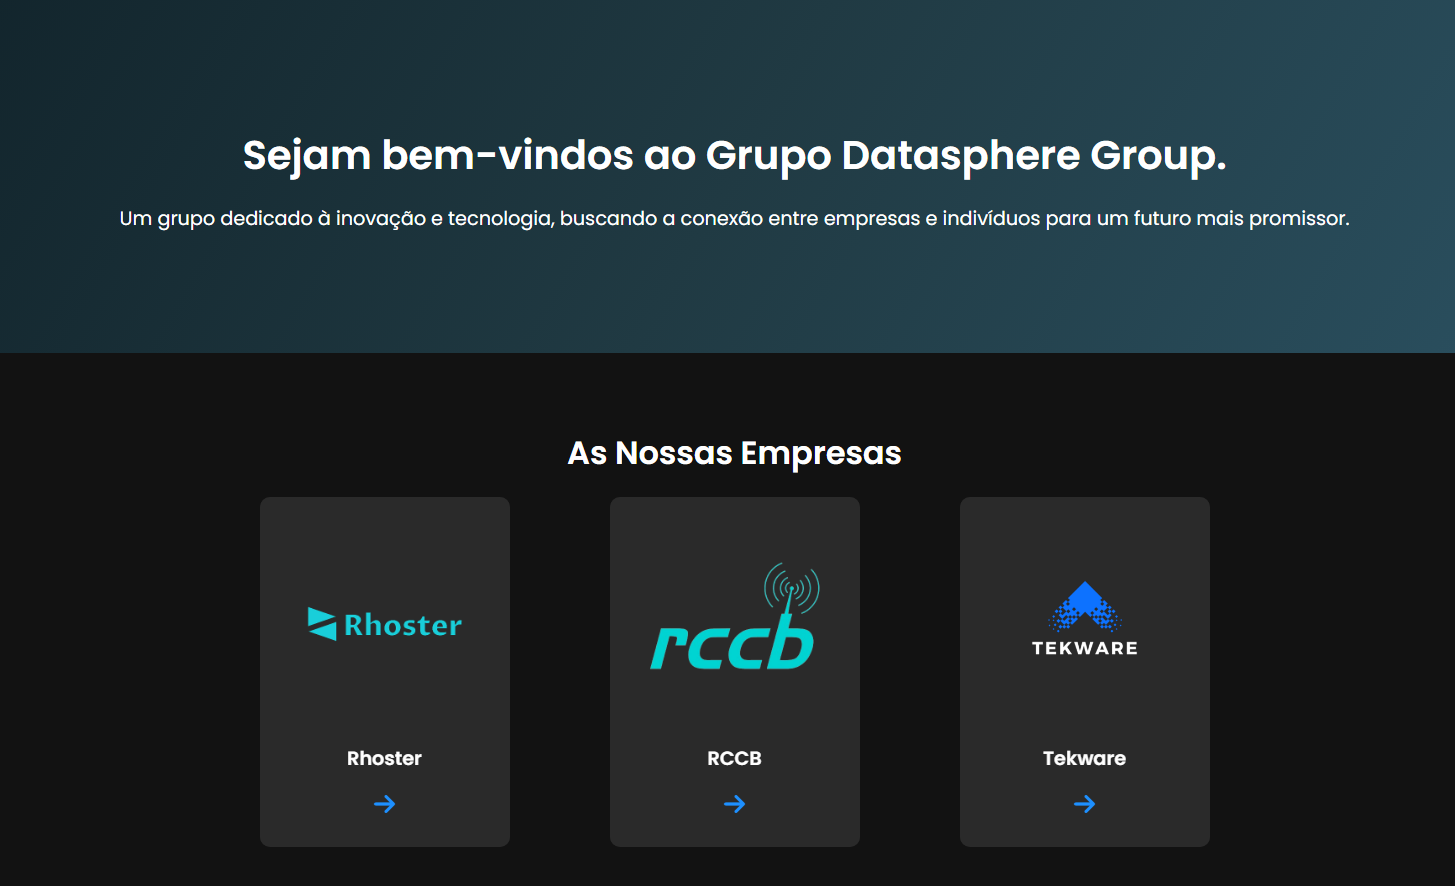 Sejam bem-vindos ao Grupo Datasphere Group.
Um grupo dedicado à inovação e tecnologia, buscando a conexão entre empresas e indivíduos para um futuro mais promissor.
As Nossas Empresas
Rhoster
rccb
TEKWARE
Rhoster
RCCB
Tekware